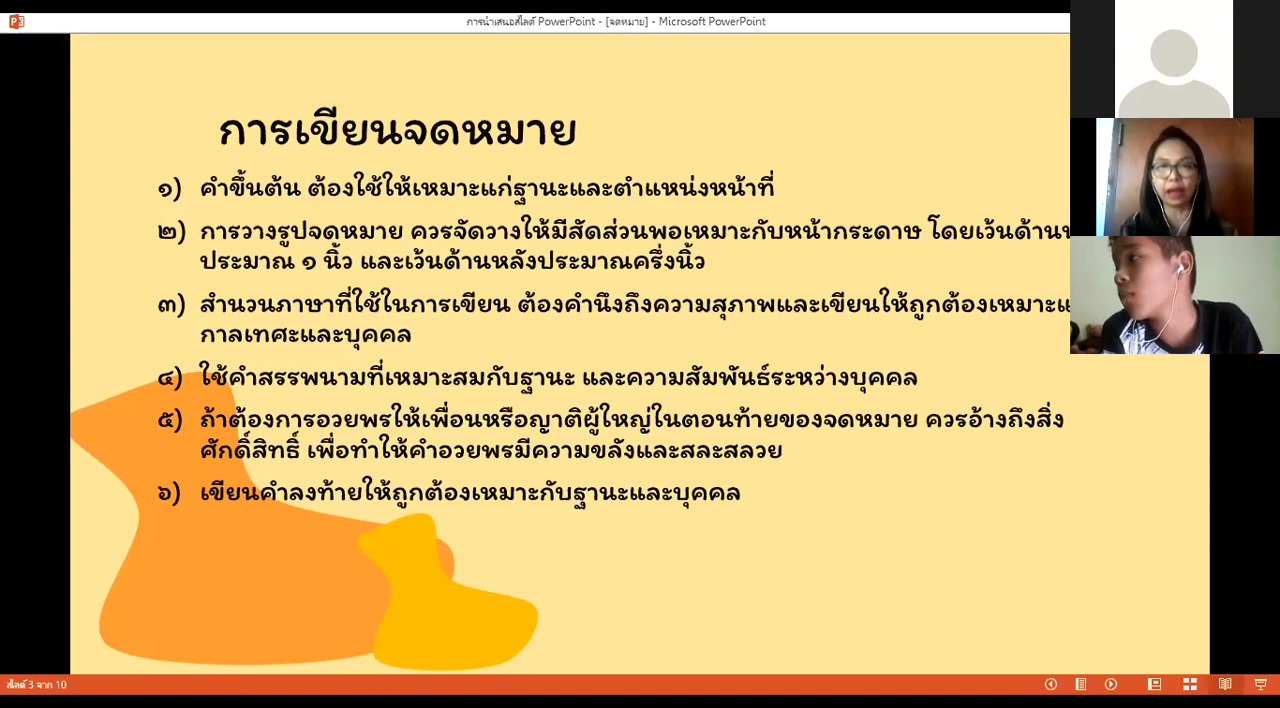 การนำเสนอสไลด์ PowerPoint - [จดหมาย] - Microsoft PowerPoint
การเขียนจดหมาย
๑) คำขึ้นต้น ต้องใช้ให้เหมาะแก่ฐานะและตำแหน่งหน้าที่
๒) การวางรูปจดหมาย ควรจัดวางให้มีสัดส่วนพอเหมาะกับหน้ากระดาษ โดยเว้นด้าน
ประมาณ ๑ นิ้ว และเว้นด้านหลังประมาณครึ่งนิ้ว
๓) สำนวนภาษาที่ใช้ในการเขียน ต้องคำนึงถึงความสุภาพและเขียนให้ถูกต้อง
กาลเทศะและบุคคล
๔) ใช้คำสรรพนามที่เหมาะสมกับฐานะ และความสัมพันธ์ระหว่างบุคคล
๕) ถ้าต้องการอวยพรให้เพื่อนหรือญาติผู้ใหญ่ในตอนท้ายของจดหมาย ควรอ้างถึงสิ่ง
ศักดิ์สิทธิ์ เพื่อทำให้คำอวยพรมีความขลังและสละสลวย
๖) เขียนคำลงท้ายให้ถูกต้องเหมาะกับฐานะและบุคคล
สไลด์ 3 จาก 10